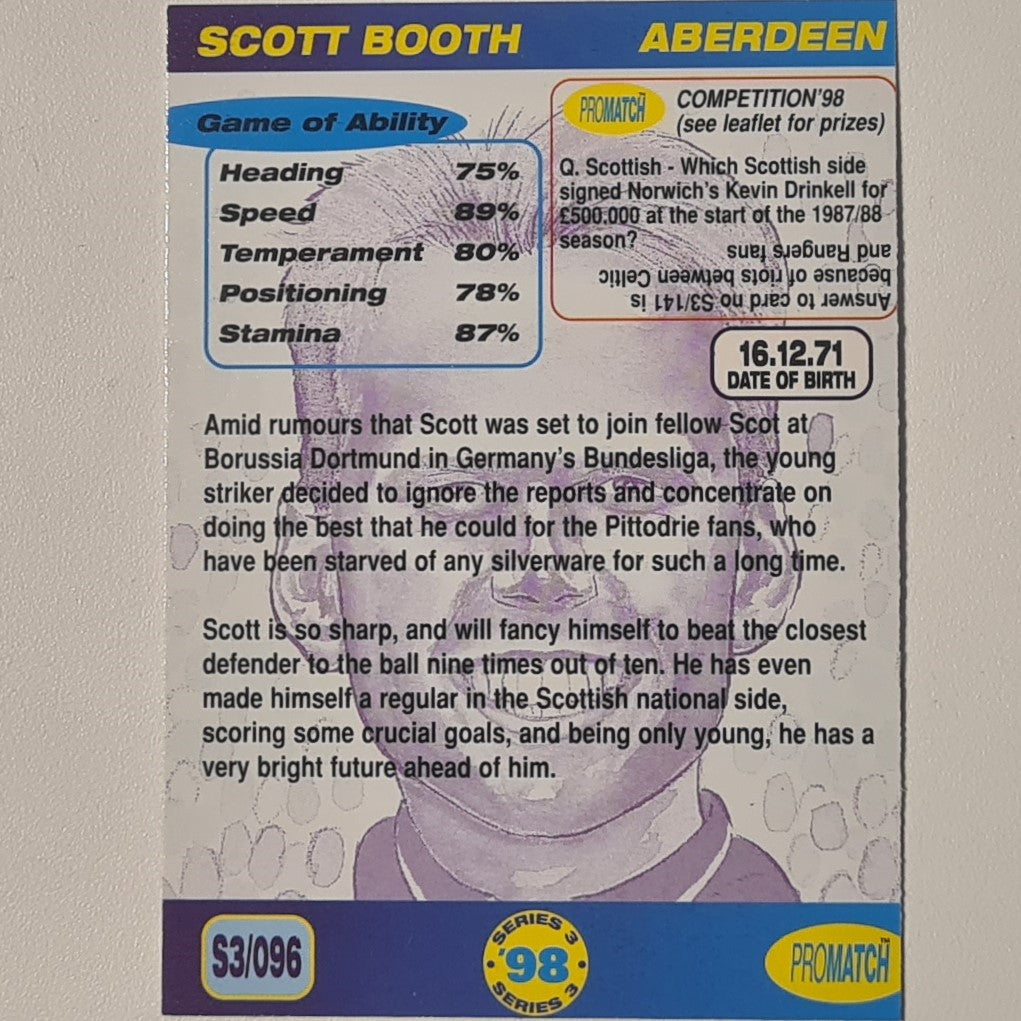 SCOTT BOOTH ABERDEEN
Game of Ability
Heading 75%
Speed 89%
Temperament 80%
Positioning 78%
Stamina 87%
PROMATCH™ COMPETITION'98
(see leaflet for prizes)
Q. Scottish - Which Scottish side
signed Norwich's Kevin Drinkell for
£500,000 at the start of the 1987/88
season?
Answer to card no S3/141 is
because of riots between Celtic
and Rangers fans
16.12.71
DATE OF BIRTH
Amid rumours that Scott was set to join fellow Scot at
Borussia Dortmund in Germany's Bundesliga, the young
striker decided to ignore the reports and concentrate on
doing the best that he could for the Pittodrie fans, who
have been starved of any silverware for such a long time.
Scott is so sharp, and will fancy himself to beat the closest
defender to the ball nine times out of ten. He has even
made himself a regular in the Scottish national side,
scoring some crucial goals, and being only young, he has a
very bright future ahead of him.
S3/096
SERIES 3
'98
SERIES 3
PROMATCH™